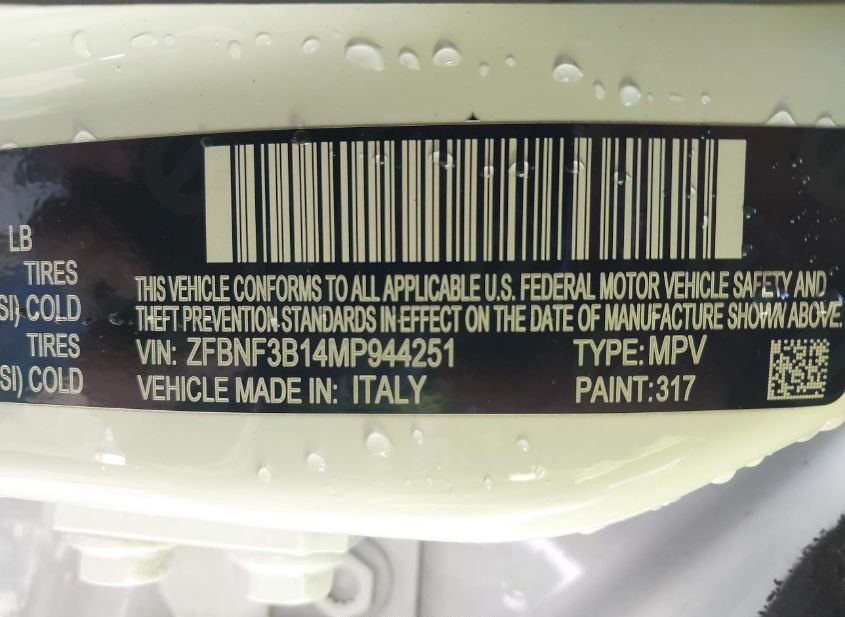 LB
TIRES
SI) COLD
TIRES
SI) COLD
THIS VEHICLE CONFORMS TO ALL APPLICABLE U.S. FEDERAL MOTOR VEHICLE SAFETY AND
THEFT PREVENTION STANDARDS IN EFFECT ON THE DATE OF MANUFACTURE SHOWN ABOVE.
VIN: ZFBNF3B14MP944251 TYPE: MPV
VEHICLE MADE IN: ITALY PAINT:317